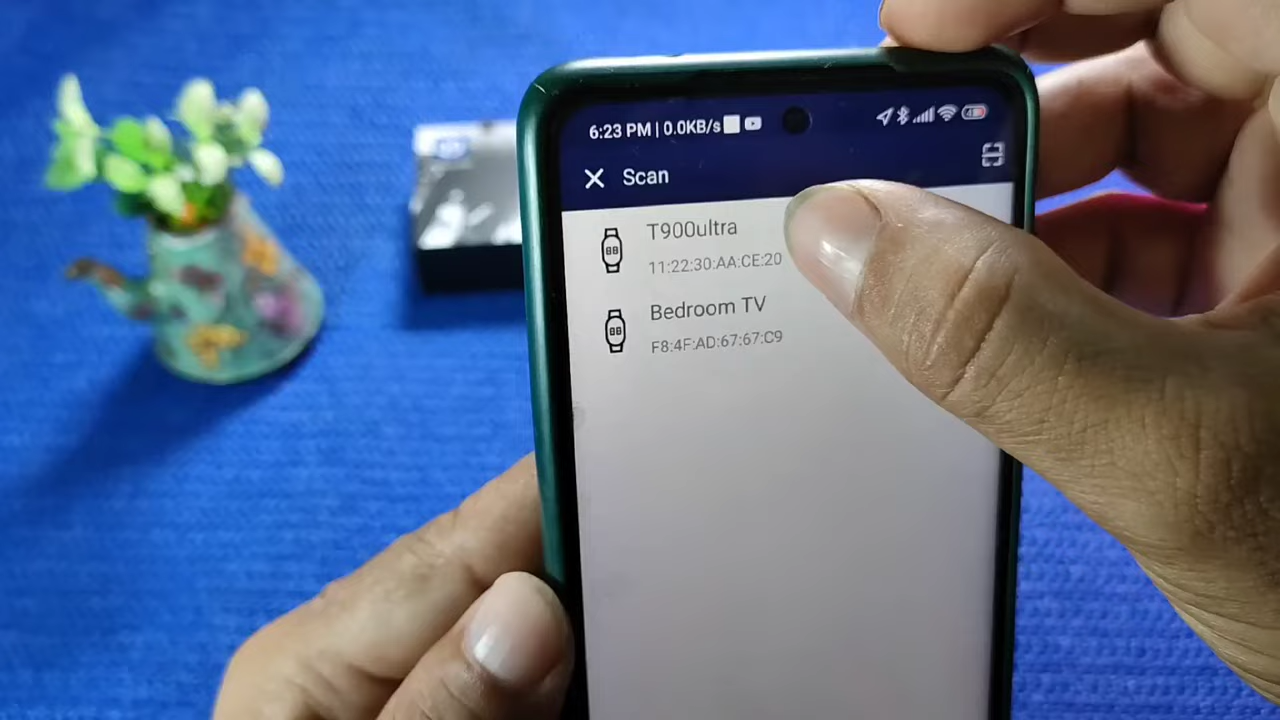 6:23 PM | 0.0KB/s
Scan
T900ultra
11:22:30:AA:CE:20
Bedroom TV
F8:4F:AD:67:67:C9